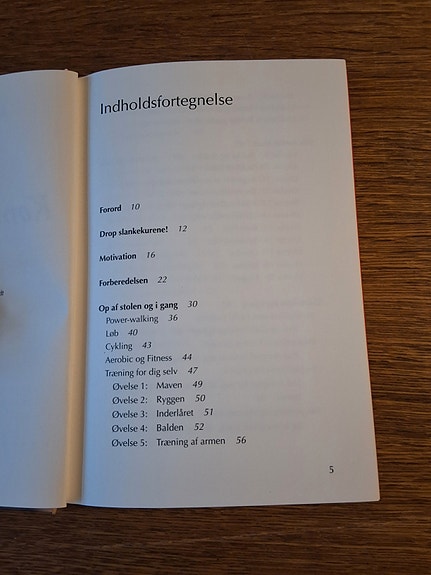 Indholdsfortegnelse
Forord 10
Drop slankekurene! 12
Motivation 16
Forberedelsen 22
Op af stolen og i gang 30
Power-walking 36
Løb 40
Cykling 43
Aerobic og Fitness 44
Træning for dig selv 47
Øvelse 1: Maven 49
Øvelse 2: Ryggen 50
Øvelse 3: Inderlåret 51
Øvelse 4: Balden 52
Øvelse 5: Træning af armen 56
5